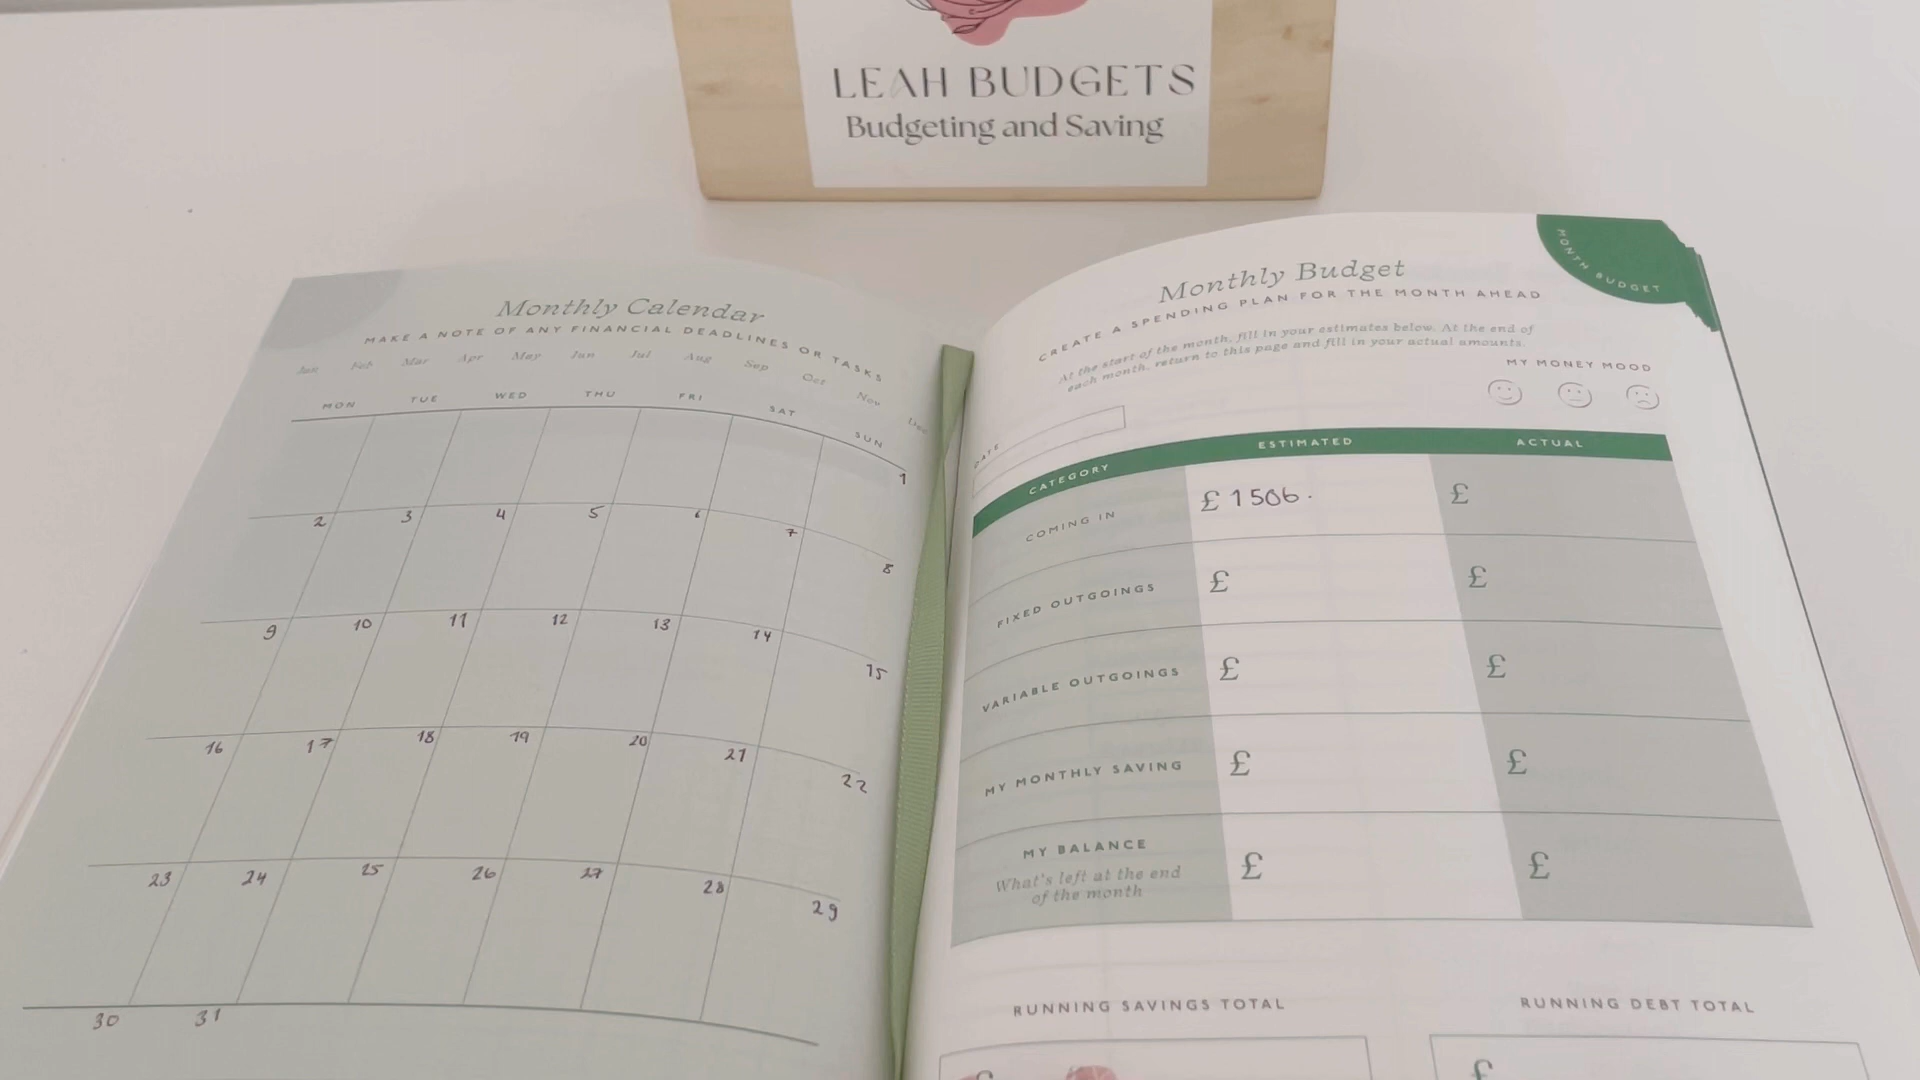 LEAH BUDGETS
Budgeting and Saving
Monthly Calendar
MAKE A NOTE OF ANY FINANCIAL DEADLINES OR TASKS
Jan Feb Mar Apr May Jun Jul Aug Sep Oct Nov Dec
MON TUE WED THU FRI SAT SUN
1
2 3 4 5 6 7 8
9 10 11 12 13 14 15
16 17 18 19 20 21 22
23 24 25 26 27 28 29
30 31
MONTH BUDGET
Monthly Budget
CREATE A SPENDING PLAN FOR THE MONTH AHEAD
At the start of the month, fill in your estimates below. At the end of
each month, return to this page and fill in your actual amounts.
MY MONEY MOOD
DATE
CATEGORY ESTIMATED ACTUAL
COMING IN £ 1506. £
FIXED OUTGOINGS £ £
VARIABLE OUTGOINGS £ £
MY MONTHLY SAVING £ £
MY BALANCE £ £
What's left at the end
of the month
RUNNING SAVINGS TOTAL RUNNING DEBT TOTAL
£ £